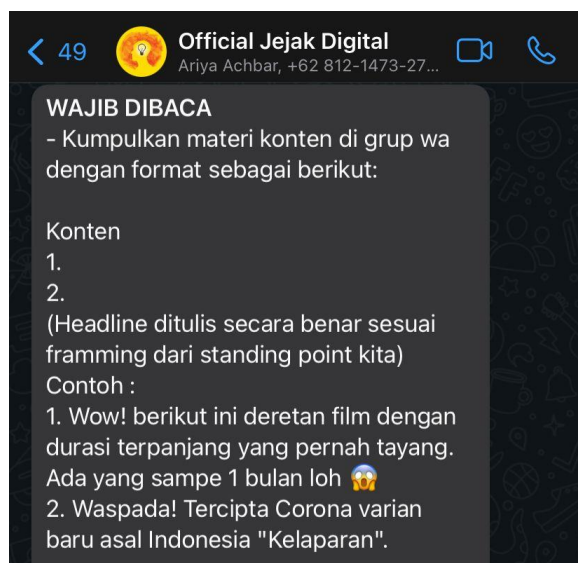 49
Official Jejak Digital
Ariya Achbar, +62 812-1473-27...
WAJIB DIBACA
- Kumpulkan materi konten di grup wa
dengan format sebagai berikut:
Konten
1.
2.
(Headline ditulis secara benar sesuai
framming dari standing point kita)
Contoh :
1. Wow! berikut ini deretan film dengan
durasi terpanjang yang pernah tayang.
Ada yang sampe 1 bulan loh 😱
2. Waspada! Tercipta Corona varian
baru asal Indonesia "Kelaparan".